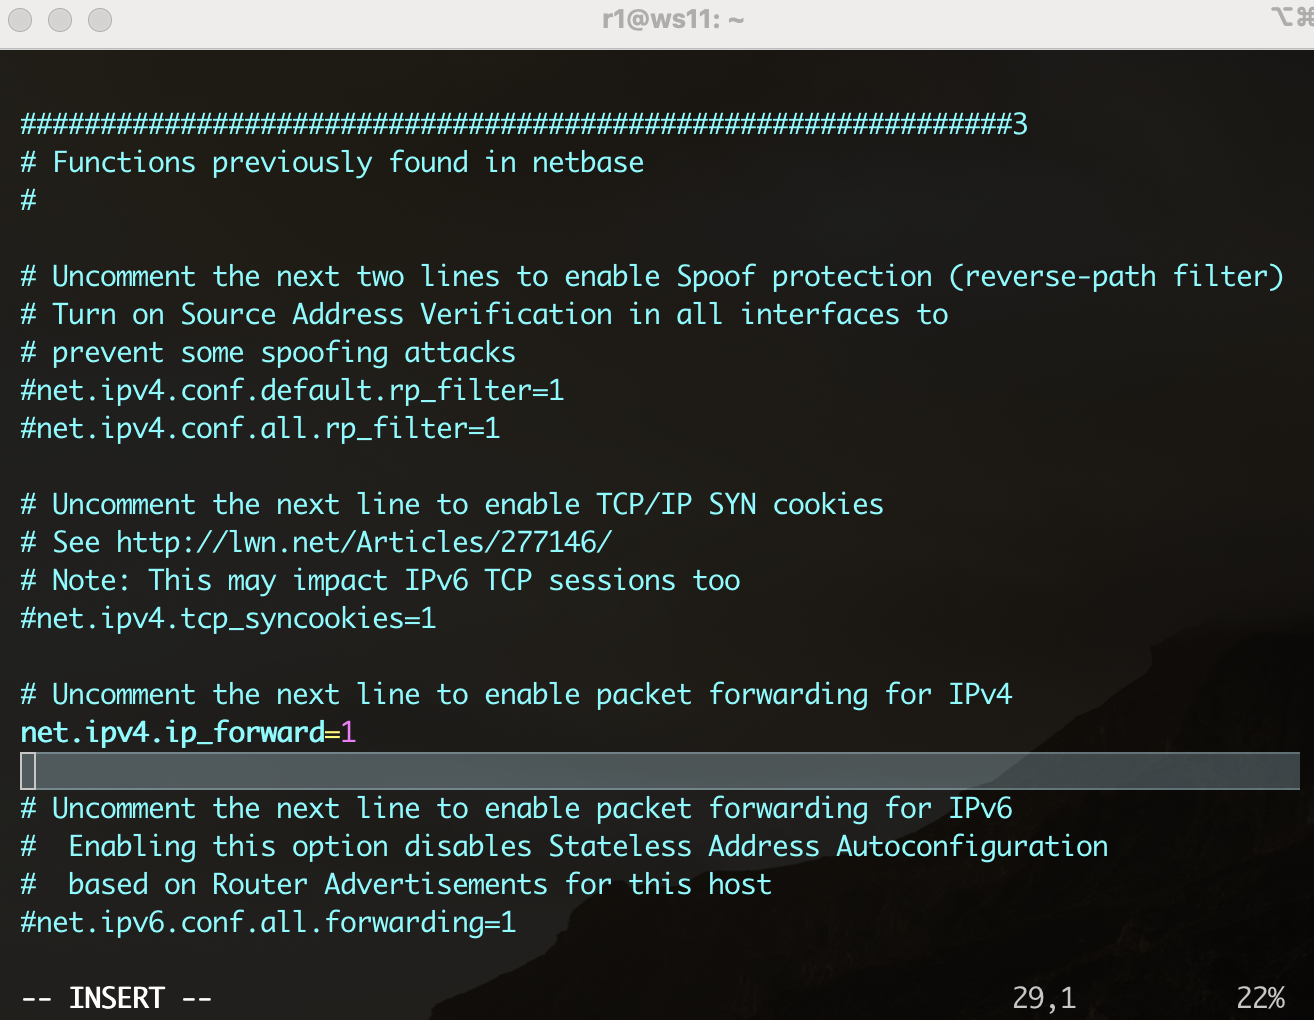 r1@ws11: ~
⌥⌘
##############################################################3
# Functions previously found in netbase
#
# Uncomment the next two lines to enable Spoof protection (reverse-path filter)
# Turn on Source Address Verification in all interfaces to
# prevent some spoofing attacks
#net.ipv4.conf.default.rp_filter=1
#net.ipv4.conf.all.rp_filter=1
# Uncomment the next line to enable TCP/IP SYN cookies
# See http://lwn.net/Articles/277146/
# Note: This may impact IPv6 TCP sessions too
#net.ipv4.tcp_syncookies=1
# Uncomment the next line to enable packet forwarding for IPv4
net.ipv4.ip_forward=1
# Uncomment the next line to enable packet forwarding for IPv6
#  Enabling this option disables Stateless Address Autoconfiguration
#  based on Router Advertisements for this host
#net.ipv6.conf.all.forwarding=1
-- INSERT -- 29,1 22%